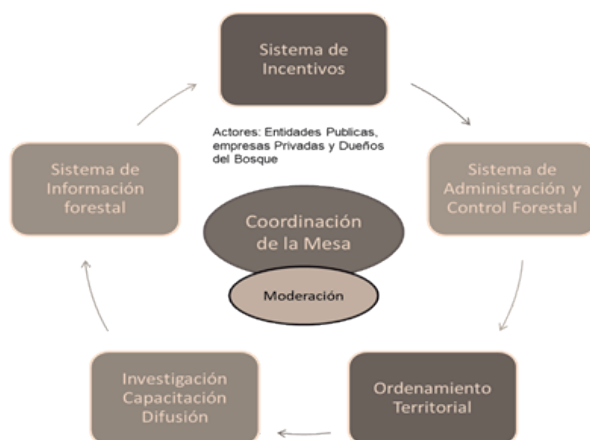 Sistema de
Incentivos
Actores: Entidades Publicas,
empresas Privadas y Dueños
del Bosque
Sistema de
Información
forestal
Sistema de
Administración y
Control Forestal
Coordinación
de la Mesa
Moderación
Investigación
Capacitación
Difusión
Ordenamiento
Territorial